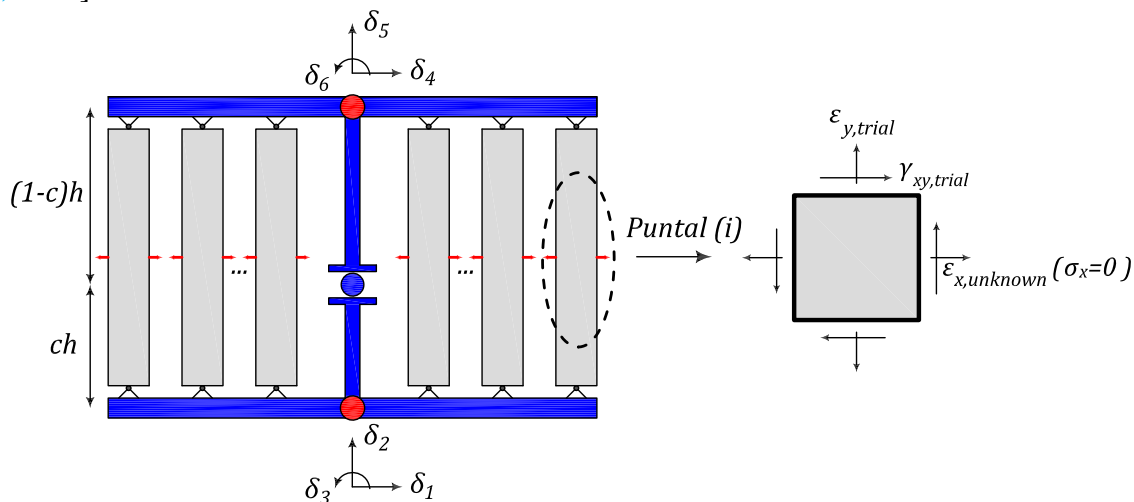 δ5
δ6
δ4
(1-c)h
ch
...
...
Puntal (i)
εy,trial
γxy,trial
εx,unknown (σx=0 )
δ2
δ3
δ1